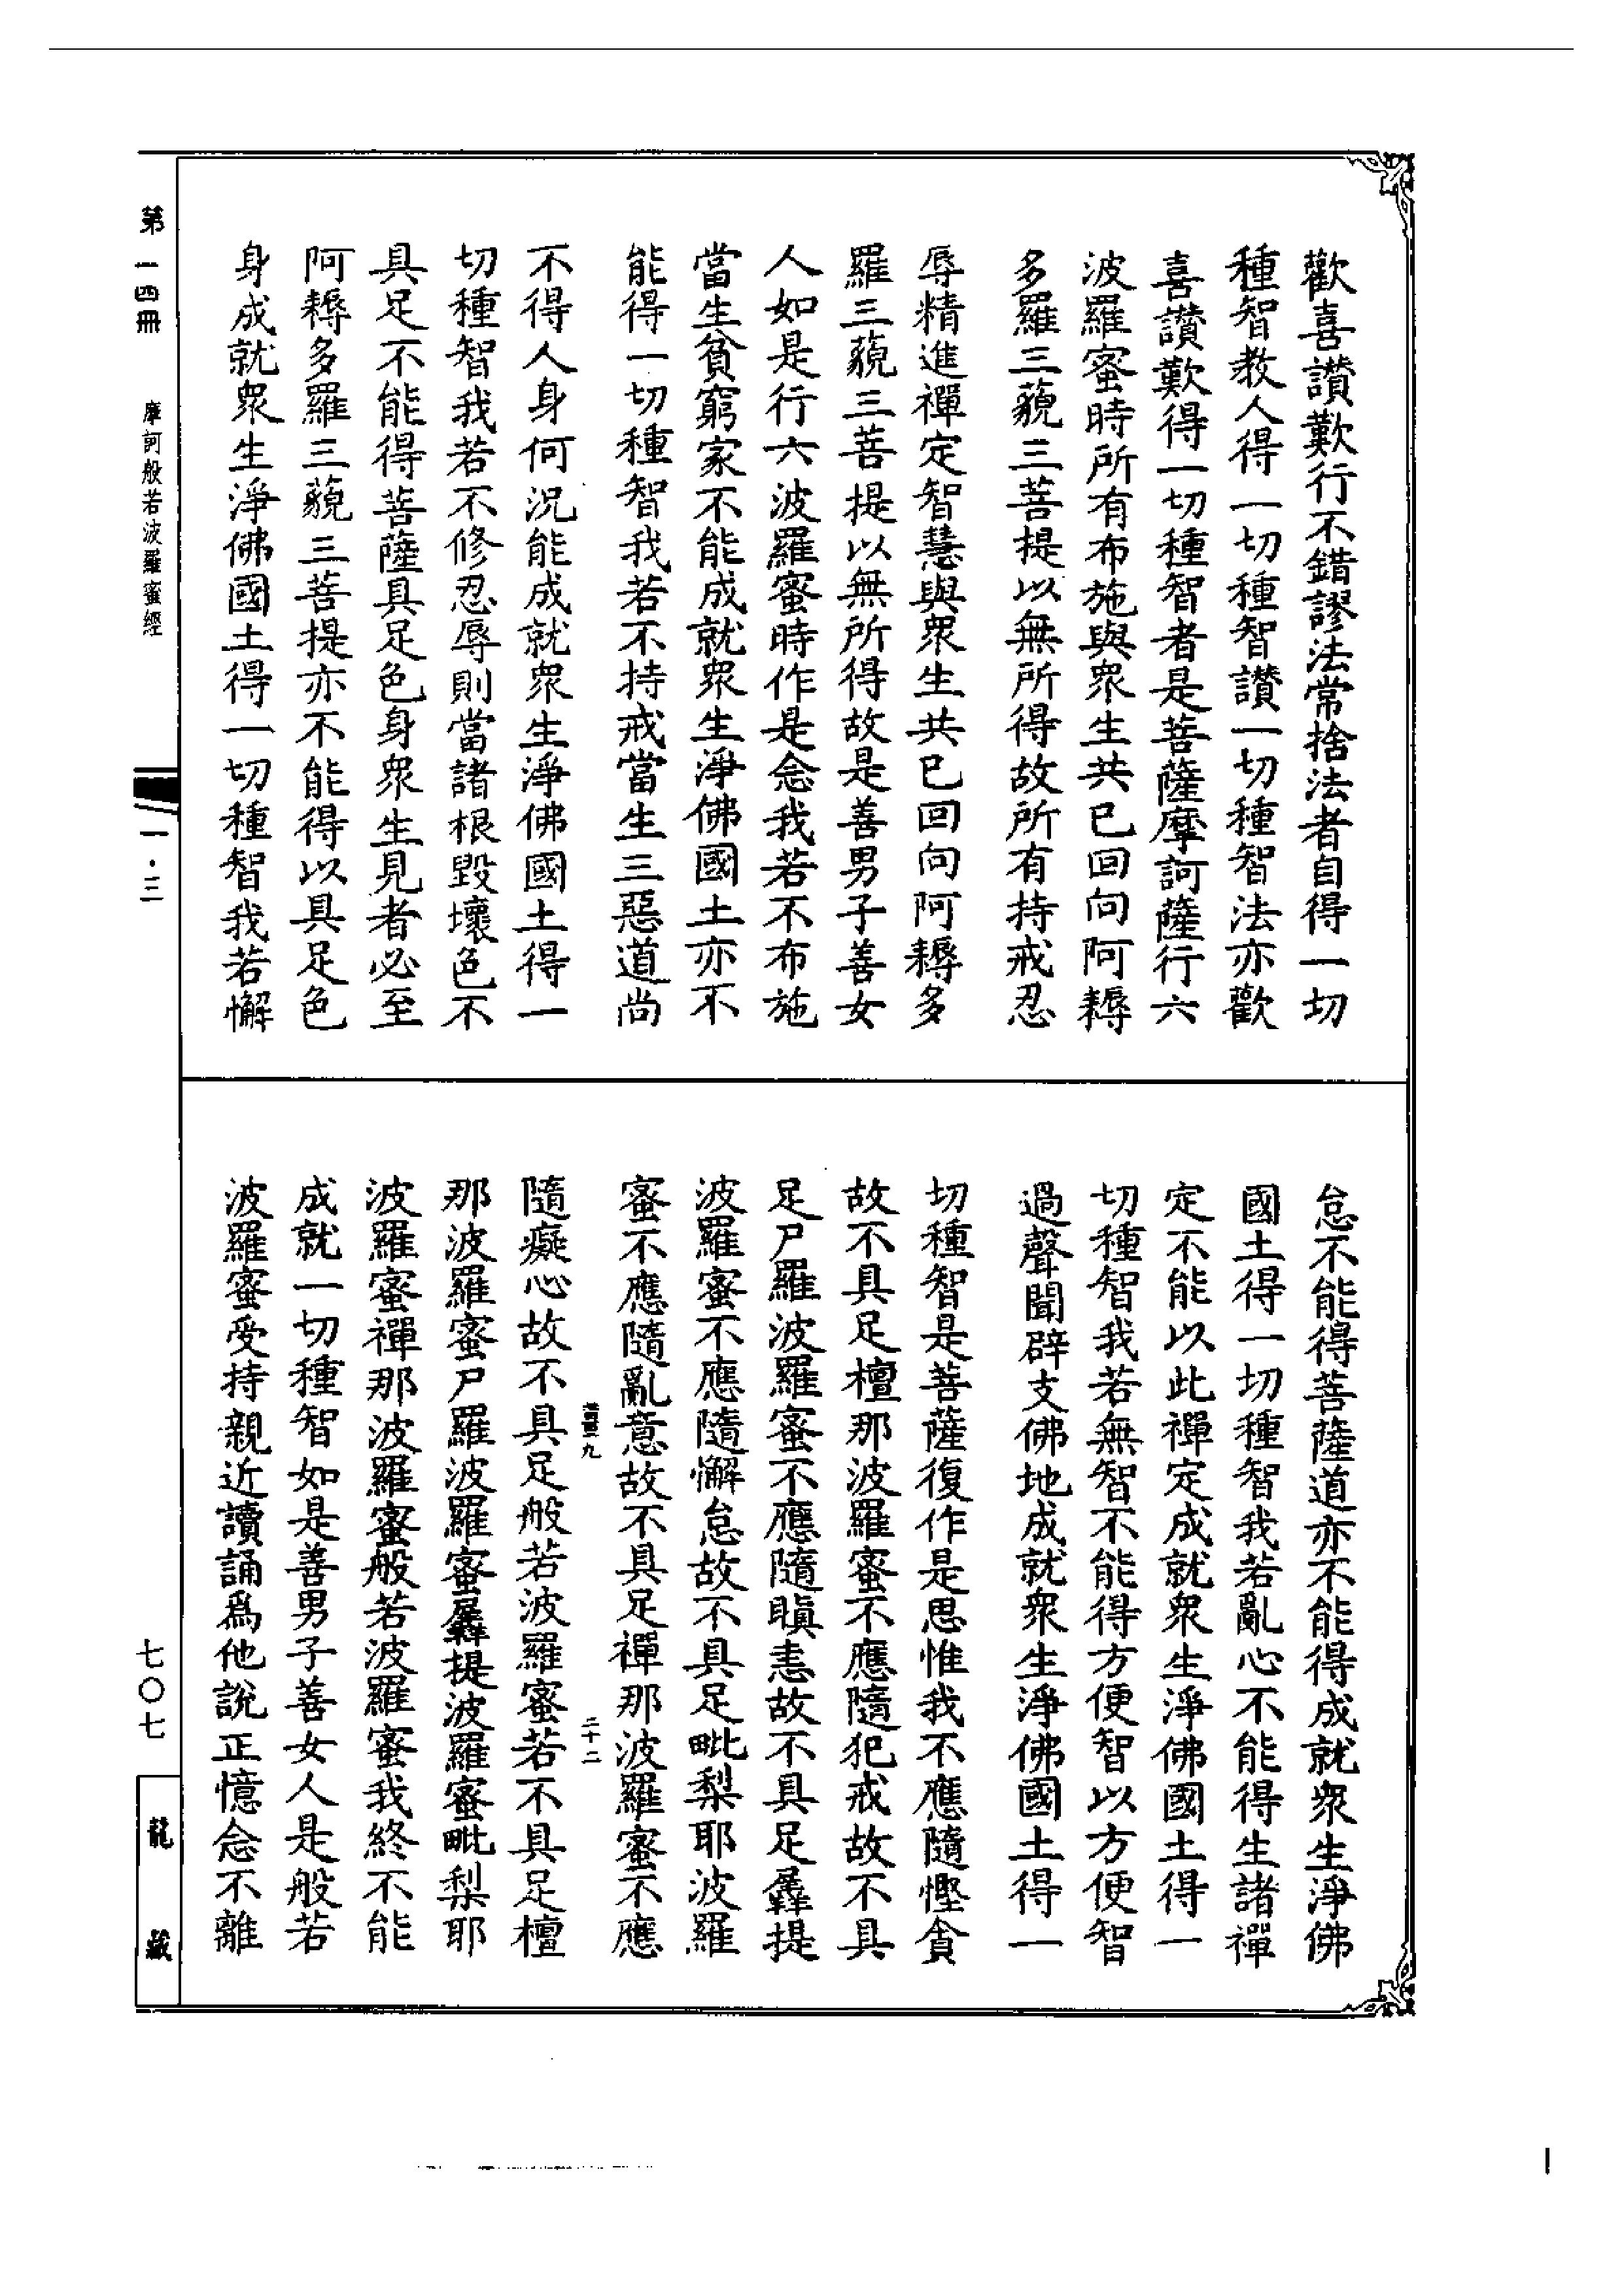 歡喜讚歎行不錯謬法常捨法者自得一切
種智教人得一切種智讚一切種智法亦歡
喜讚歎得一切種智者是菩薩摩訶薩行六
波羅蜜時所有布施與眾生共已回向阿耨
多羅三藐三菩提以無所得故所有持戒忍
辱精進禪定智慧與眾生共已回向阿耨多
羅三藐三菩提以無所得故是善男子善女
人如是行六波羅蜜時作是念我若不布施
當生貧窮家不能成就眾生淨佛國土亦不
能得一切種智我若不持戒當生三惡道尚
不得人身何況能成就眾生淨佛國土得一
切種智我若不修忍辱則當諸根毀壞色不
具足不能得菩薩具足色身眾生見者必至
阿耨多羅三藐三菩提亦不能得以具足色
身成就眾生淨佛國土得一切種智我若懈
怠不能得菩薩道亦不能得成就眾生淨佛
國土得一切種智我若亂心不能得生諸禪
定不能以此禪定成就眾生淨佛國土得一
切種智我若無智不能得方便智以方便智
過聲聞辟支佛地成就眾生淨佛國土得一
切種智是菩薩復作是思惟我不應隨慳貪
故不具足檀那波羅蜜不應隨犯戒故不具
足尸羅波羅蜜不應隨瞋恚故不具足羼提
波羅蜜不應隨懈怠故不具足毗梨耶波羅
蜜不應隨亂意故不具足禪那波羅蜜不應
隨癡心故不具足般若波羅蜜若不具足檀
那波羅蜜尸羅波羅蜜羼提波羅蜜毗梨耶
波羅蜜禪那波羅蜜般若波羅蜜我終不能
成就一切種智如是善男子善女人是般若
波羅蜜受持親近讀誦為他說正憶念不離
二十二
第一四冊 摩訶般若波羅蜜經
一·三
七〇七
龍藏